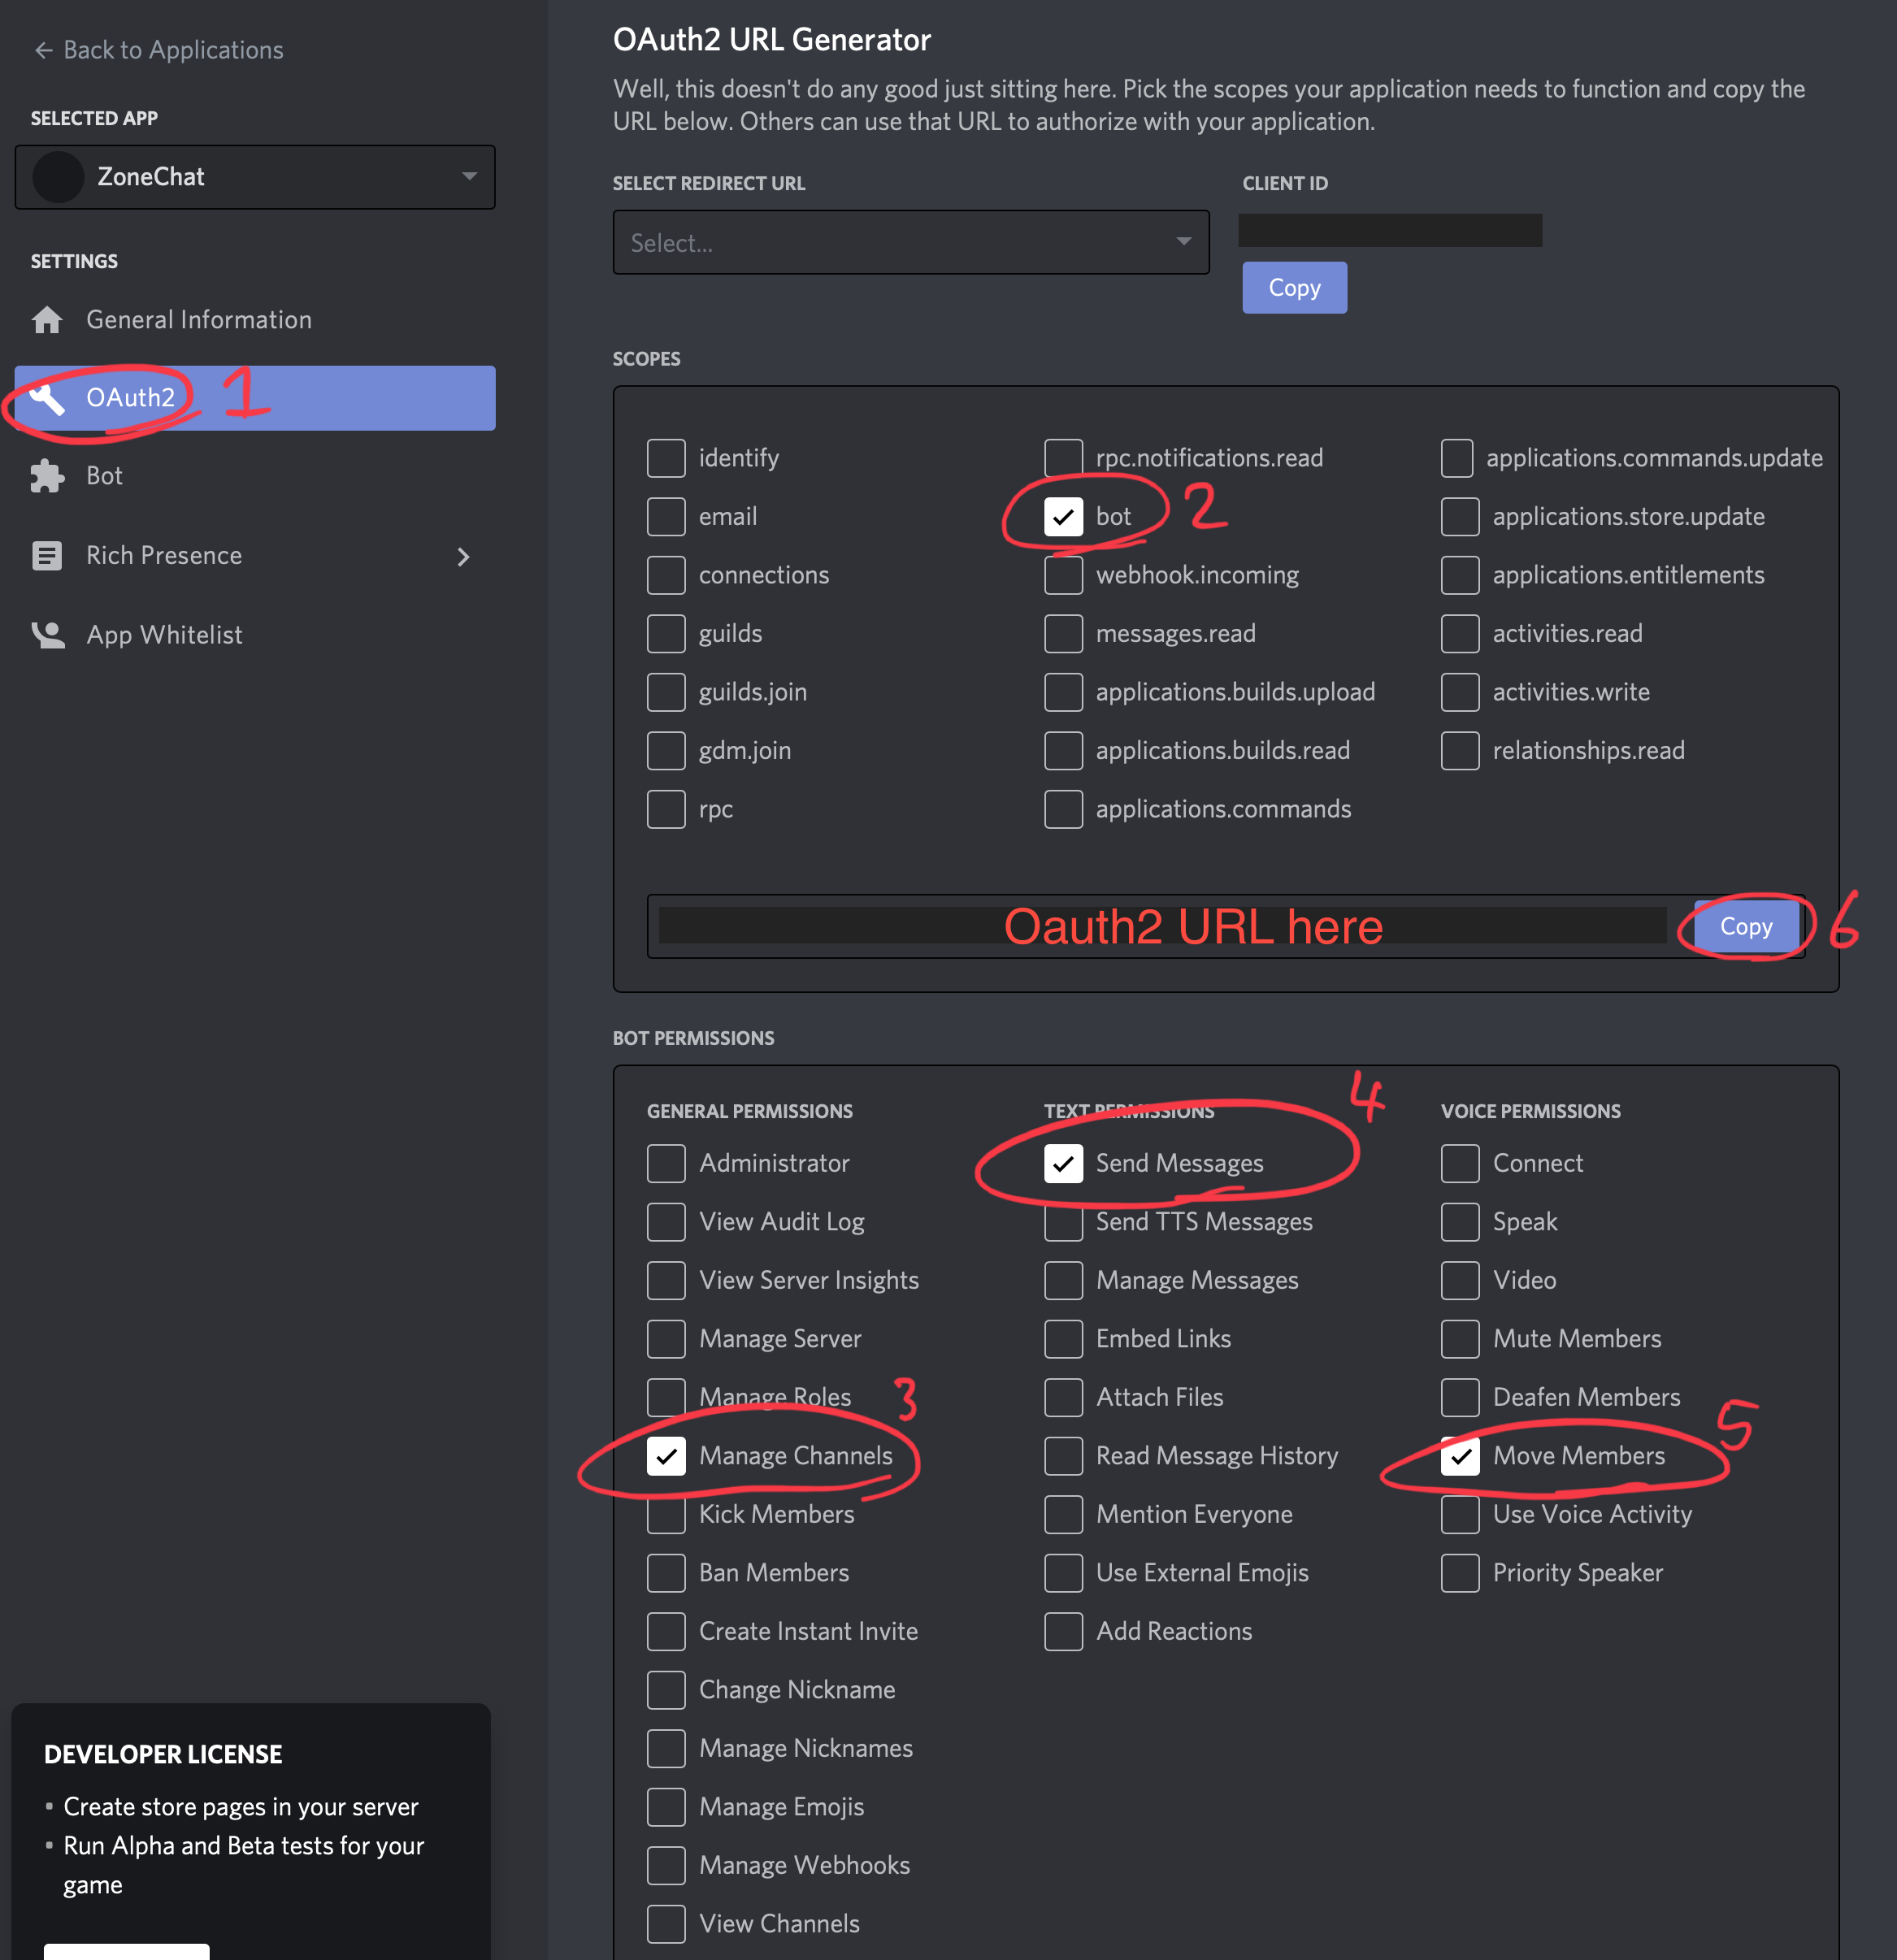 ← Back to Applications
SELECTED APP
ZoneChat
SETTINGS
General Information
OAuth2 1
Bot
Rich Presence
App Whitelist
DEVELOPER LICENSE
• Create store pages in your server
• Run Alpha and Beta tests for your
game
OAuth2 URL Generator
Well, this doesn't do any good just sitting here. Pick the scopes your application needs to function and copy the
URL below. Others can use that URL to authorize with your application.
SELECT REDIRECT URL
Select...
CLIENT ID
Copy
SCOPES
identify
email
connections
guilds
guilds.join
gdm.join
rpc
rpc.notifications.read
bot 2
webhook.incoming
messages.read
applications.builds.upload
applications.builds.read
applications.commands
applications.commands.update
applications.store.update
applications.entitlements
activities.read
activities.write
relationships.read
Oauth2 URL here
Copy 6
BOT PERMISSIONS
GENERAL PERMISSIONS
Administrator
View Audit Log
View Server Insights
Manage Server
Manage Roles
Manage Channels 3
Kick Members
Ban Members
Create Instant Invite
Change Nickname
Manage Nicknames
Manage Emojis
Manage Webhooks
View Channels
TEXT PERMISSIONS
Send Messages 4
Send TTS Messages
Manage Messages
Embed Links
Attach Files
Read Message History
Mention Everyone
Use External Emojis
Add Reactions
VOICE PERMISSIONS
Connect
Speak
Video
Mute Members
Deafen Members
Move Members 5
Use Voice Activity
Priority Speaker